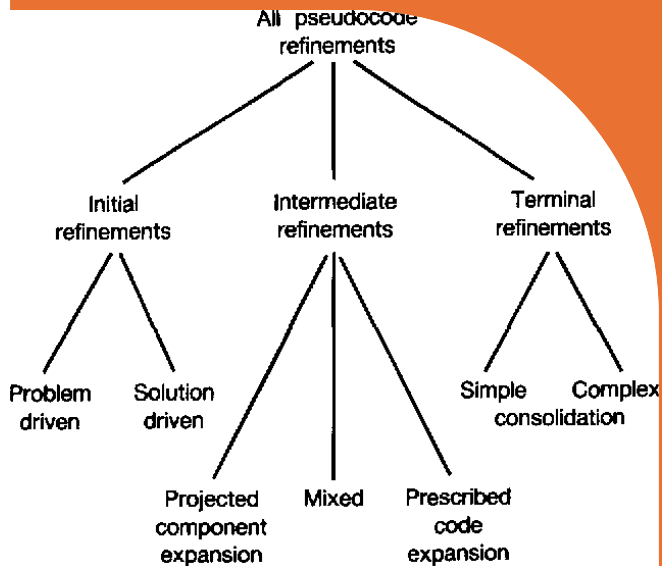 All pseudocode
refinements
Initial
refinements
Intermediate
refinements
Terminal
refinements
Problem
driven
Solution
driven
Simple Complex
consolidation
Projected
component
expansion
Mixed
Prescribed
code
expansion